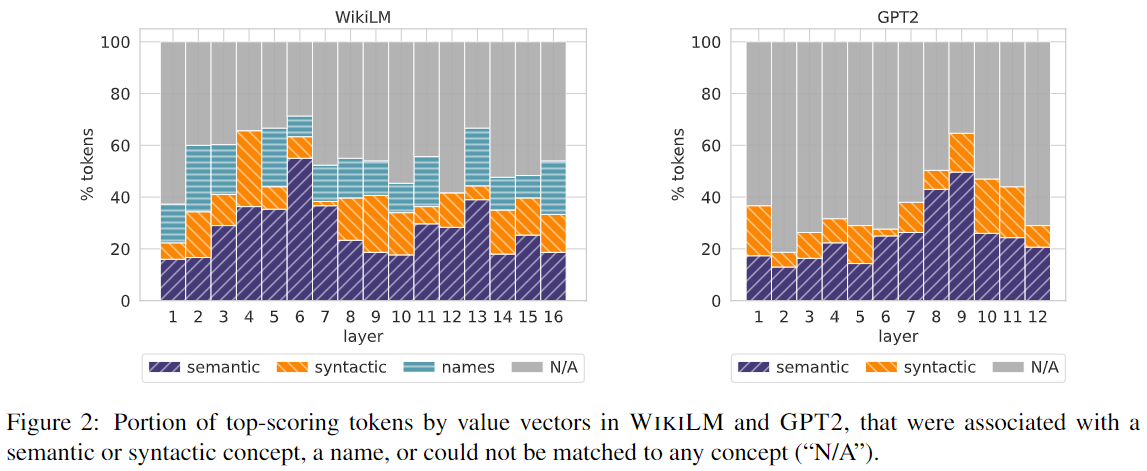 WikiLM
GPT2
% tokens
100
80
60
40
20
0
1 2 3 4 5 6 7 8 9 10 11 12 13 14 15 16
layer
semantic syntactic names N/A
% tokens
100
80
60
40
20
0
1 2 3 4 5 6 7 8 9 10 11 12
layer
semantic syntactic N/A
Figure 2: Portion of top-scoring tokens by value vectors in WIKILM and GPT2, that were associated with a
semantic or syntactic concept, a name, or could not be matched to any concept (“N/A”).